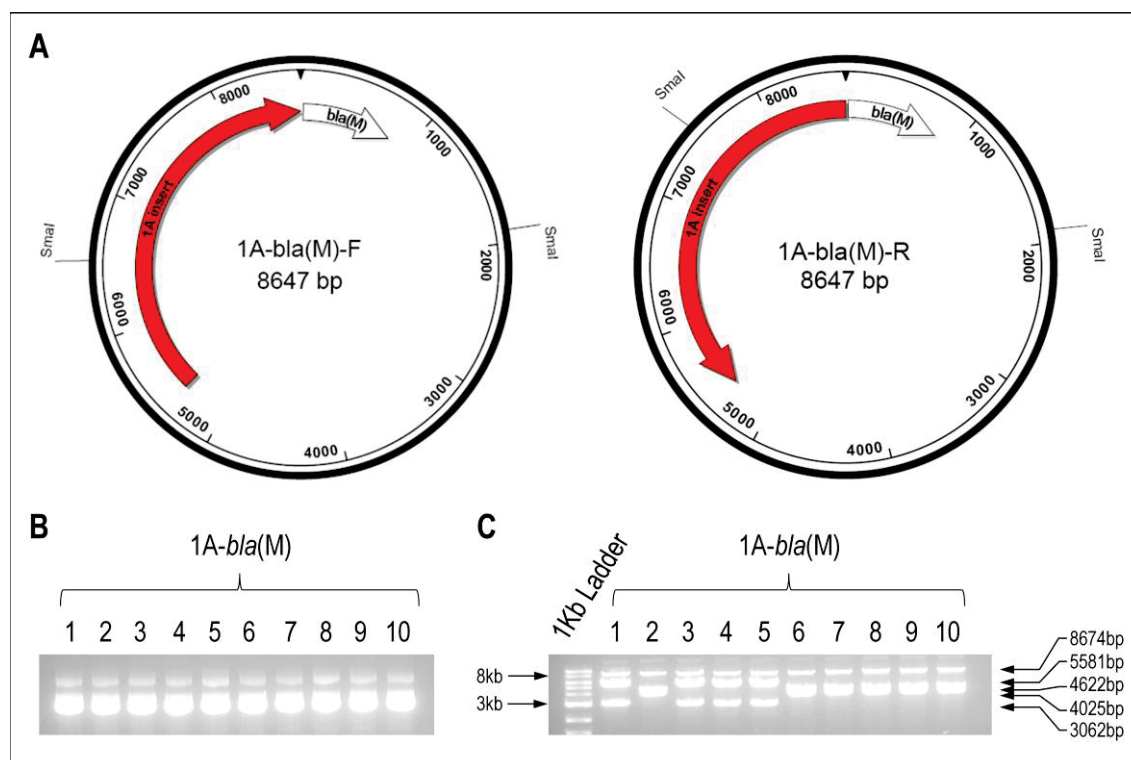 A
SmaI
8000
bla(M)
1000
7000
1A insert
SmaI
2000
1A-bla(M)-F
8647 bp
6000
5000
4000
3000
SmaI
8000
bla(M)
1000
7000
1A insert
SmaI
2000
1A-bla(M)-R
8647 bp
6000
5000
4000
3000
B
1A-bla(M)
1 2 3 4 5 6 7 8 9 10
C
1Kb Ladder
1A-bla(M)
1 2 3 4 5 6 7 8 9 10
8kb
3kb
8674bp
5581bp
4622bp
4025bp
3062bp